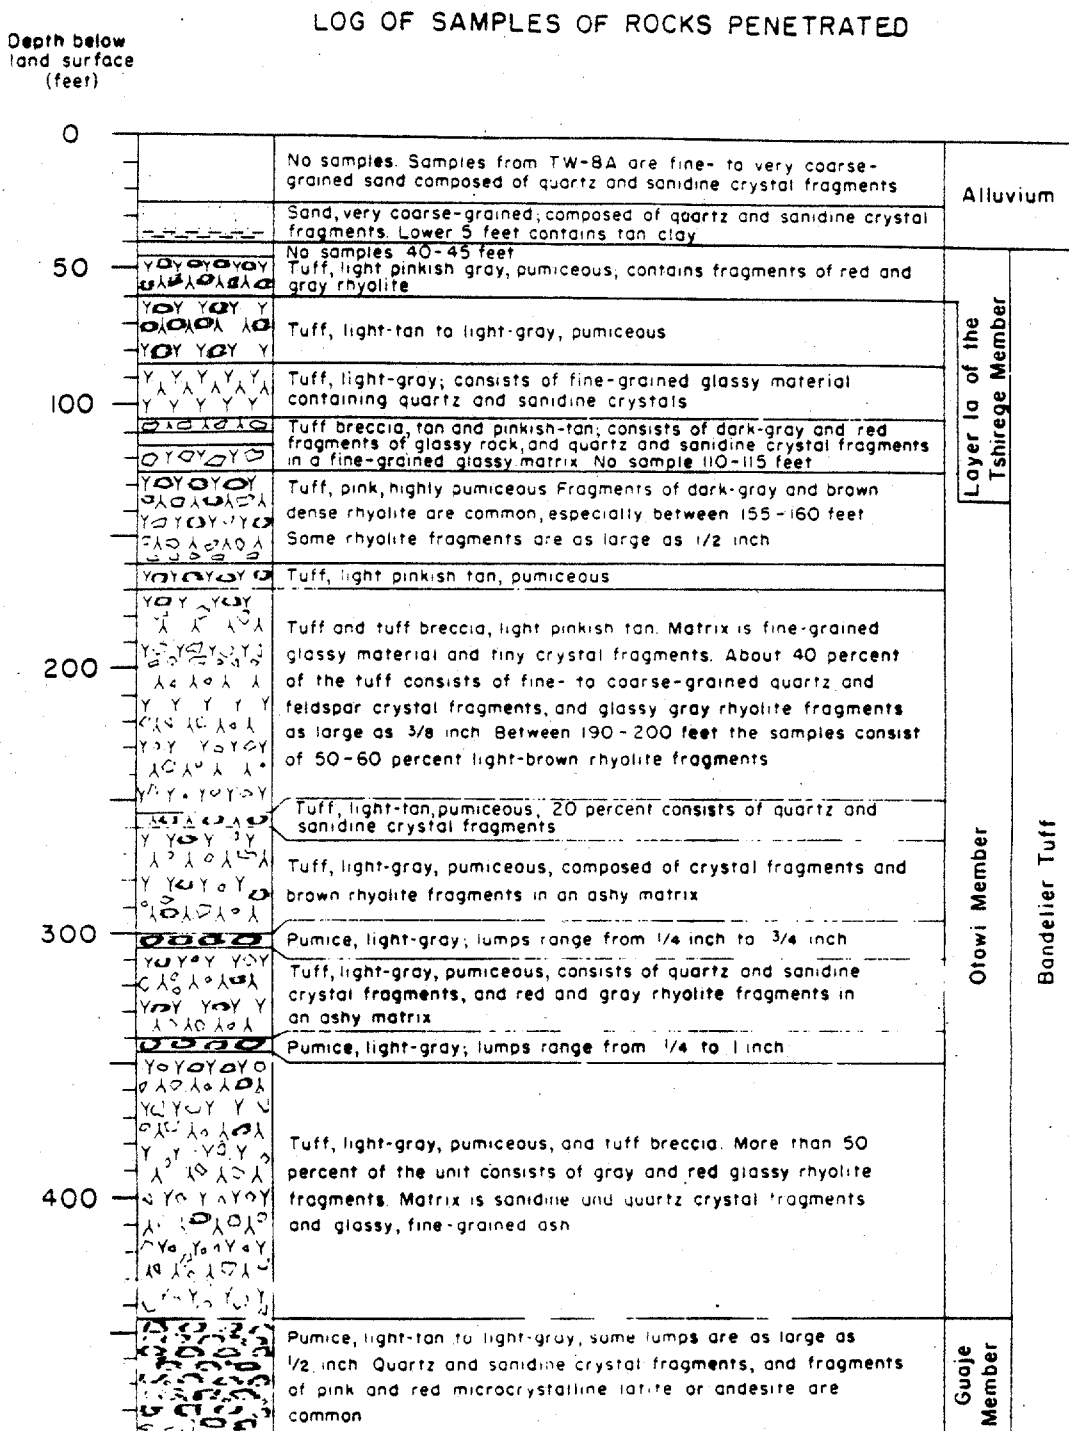 LOG OF SAMPLES OF ROCKS PENETRATED
Depth below
land surface
(feet)
0
No samples. Samples from TW-8A are fine- to very coarse-
grained sand composed of quartz and sanidine crystal fragments
Alluvium
Sand, very coarse-grained; composed of quartz and sanidine crystal
fragments. Lower 5 feet contains tan clay
No samples 40-45 feet
50
Tuff, light pinkish gray, pumiceous; contains fragments of red and
gray rhyolite
Tuff, light-tan to light-gray, pumiceous
Tuff, light-gray; consists of fine-grained glassy material
containing quartz and sanidine crystals
100
Tuff breccia, tan and pinkish-tan; consists of dark-gray and red
fragments of glassy rock, and quartz and sanidine crystal fragments
in a fine-grained glassy matrix No sample 110-115 feet
Layer 1a of the
Tshirege Member
Tuff, pink, highly pumiceous Fragments of dark-gray and brown
dense rhyolite are common, especially between 155-160 feet
Some rhyolite fragments are as large as 1/2 inch
Tuff, light pinkish tan, pumiceous
Tuff and tuff breccia, light pinkish tan. Matrix is fine-grained
200
glassy material and tiny crystal fragments. About 40 percent
of the tuff consists of fine- to coarse-grained quartz and
feldspar crystal fragments, and glassy gray rhyolite fragments
as large as 3/8 inch Between 190-200 feet the samples consist
of 50-60 percent light-brown rhyolite fragments
Tuff, light-tan, pumiceous, 20 percent consists of quartz and
sanidine crystal fragments
Tuff, light-gray, pumiceous, composed of crystal fragments and
brown rhyolite fragments in an ashy matrix
300
Pumice, light-gray; lumps range from 1/4 inch to 3/4 inch
Tuff, light-gray, pumiceous, consists of quartz and sanidine
crystal fragments, and red and gray rhyolite fragments in
an ashy matrix
Pumice, light-gray; lumps range from 1/4 to 1 inch
Otowi Member
Bandelier Tuff
Tuff, light-gray, pumiceous, and tuff breccia. More than 50
percent of the unit consists of gray and red glassy rhyolite
400
fragments. Matrix is sanidine and quartz crystal fragments
and glassy, fine-grained ash
Pumice, light-tan to light-gray, some lumps are as large as
1/2 inch Quartz and sanidine crystal fragments, and fragments
of pink and red microcrystalline latite or andesite are
common
Guaje
Member